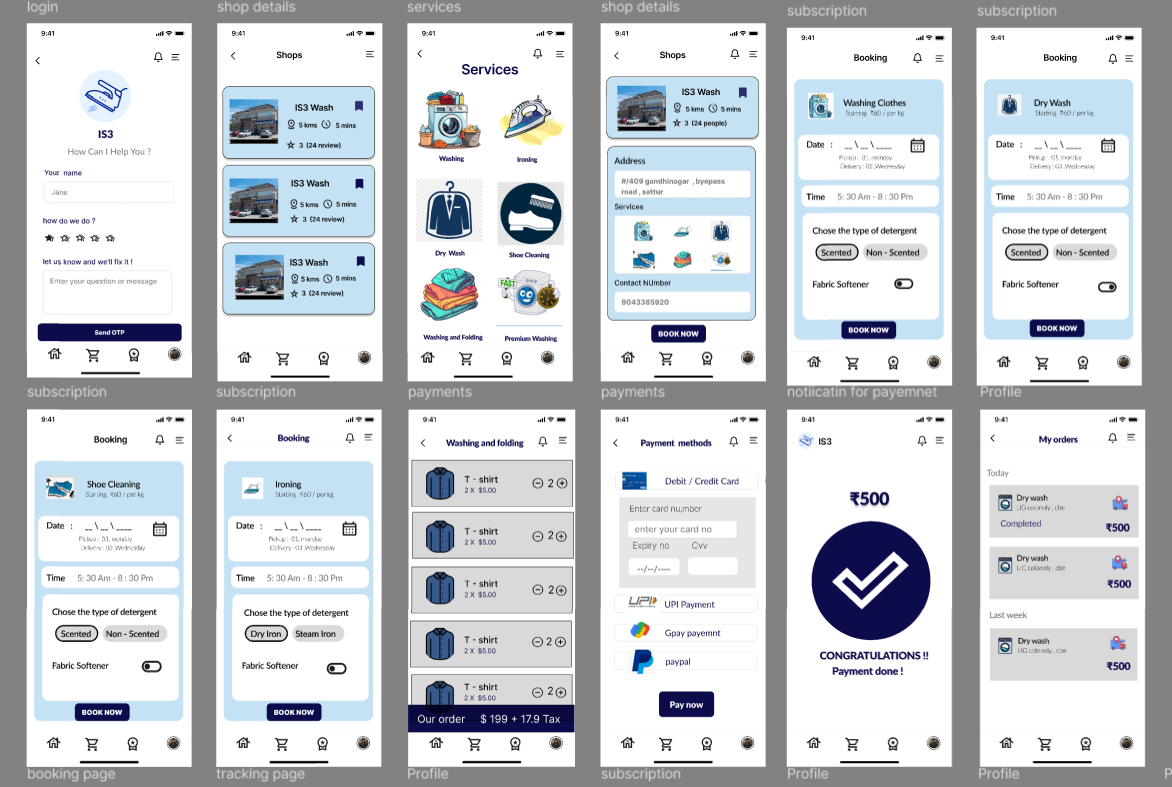 login
9:41
IS3
How Can I Help You ?
Your name
Jane
how do we do ?
let us know and we'll fix it !
Enter your question or message
Send OTP
shop details
9:41
Shops
IS3 Wash
5 kms 5 mins
3 (24 review)
IS3 Wash
5 kms 5 mins
3 (24 review)
IS3 Wash
5 kms 5 mins
3 (24 review)
services
9:41
Services
Washing
Ironing
Dry Wash
Shoe Cleaning
FAST
Washing and Folding
Premium Washing
shop details
9:41
Shops
IS3 Wash
5 kms 5 mins
3 (24 people)
Address
#/409 gandhinagar , byepass
road , sattur
Services
Contact NUmber
9043385920
BOOK NOW
subscription
9:41
Booking
Washing Clothes
Starting ₹60 / per kg
Date : __ \ __ \ ____
Pickup : 01, monday
Delivery : 03 ,Wednesday
Time 5: 30 Am - 8 : 30 Pm
Chose the type of detergent
Scented Non - Scented
Fabric Softener
BOOK NOW
subscription
9:41
Booking
Dry Wash
Starting ₹60 / per kg
Date : __ \ __ \ ____
Pickup : 01, monday
Delivery : 03 ,Wednesday
Time 5: 30 Am - 8 : 30 Pm
Chose the type of detergent
Scented Non - Scented
Fabric Softener
BOOK NOW
subscription
9:41
Booking
Shoe Cleaning
Starting ₹60 / per kg
Date : __ \ __ \ ____
Pickup : 01, monday
Delivery : 03 ,Wednesday
Time 5: 30 Am - 8 : 30 Pm
Chose the type of detergent
Scented Non - Scented
Fabric Softener
BOOK NOW
subscription
9:41
Booking
Ironing
Starting ₹60 / per kg
Date : __ \ __ \ ____
Pickup : 01, monday
Delivery : 03 ,Wednesday
Time 5: 30 Am - 8 : 30 Pm
Chose the type of detergent
Dry Iron Steam Iron
Fabric Softener
BOOK NOW
payments
9:41
Washing and folding
T - shirt
2 X $5.00
2
T - shirt
2 X $5.00
2
T - shirt
2 X $5.00
2
T - shirt
2 X $5.00
2
T - shirt
2 X $5.00
2
Our order $ 199 + 17.9 Tax
payments
9:41
Payment methods
Debit / Credit Card
Enter card nu,mber
enter your card no
Expiry no Cvv
--/--/----
UPI UPI Payment
Gpay payemnt
paypal
Pay now
notiicatin for payemnet
9:41
IS3
₹500
CONGRATULATIONS !!
Payment done !
Profile
9:41
My orders
Today
Dry wash
LIG colonoly , cbe
Completed
₹500
Dry wash
LIG colonoly , cbe
₹500
Last week
Dry wash
LIG colonoly , cbe
₹500
booking page
tracking page
Profile
subscription
Profile
Profile
P